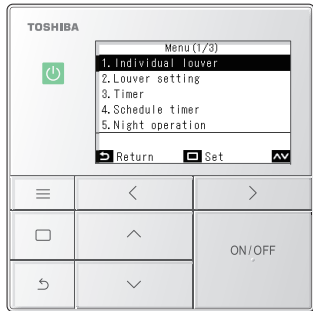 TOSHIBA
Menu(1/3)
1. Individual louver
2. Louver setting
3. Timer
4. Schedule timer
5. Night operation
Return Set
ON/OFF